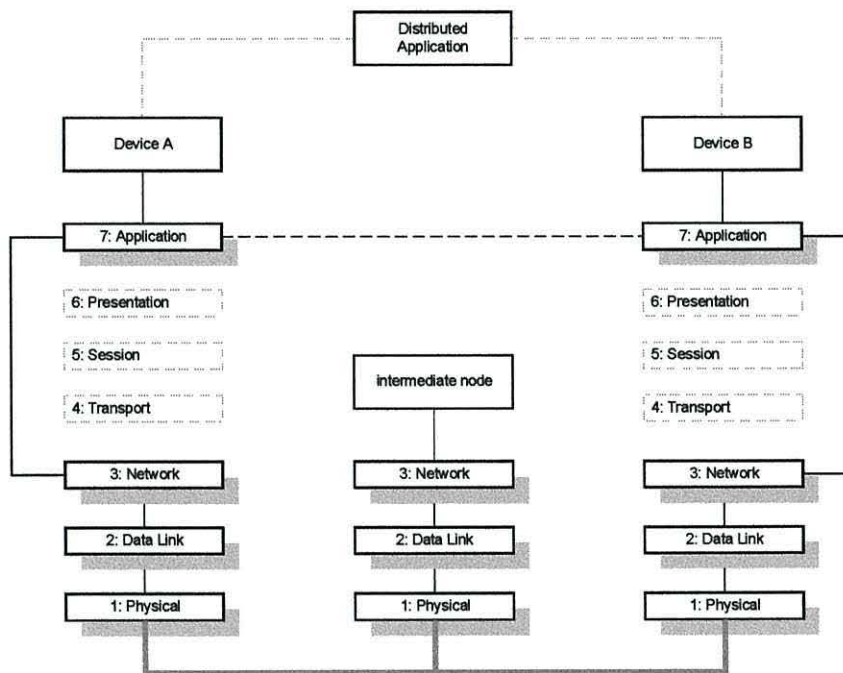 Distributed
Application
Device A
Device B
7: Application
7: Application
6: Presentation
6: Presentation
5: Session
5: Session
intermediate node
4: Transport
4: Transport
3: Network
3: Network
3: Network
2: Data Link
2: Data Link
2: Data Link
1: Physical
1: Physical
1: Physical